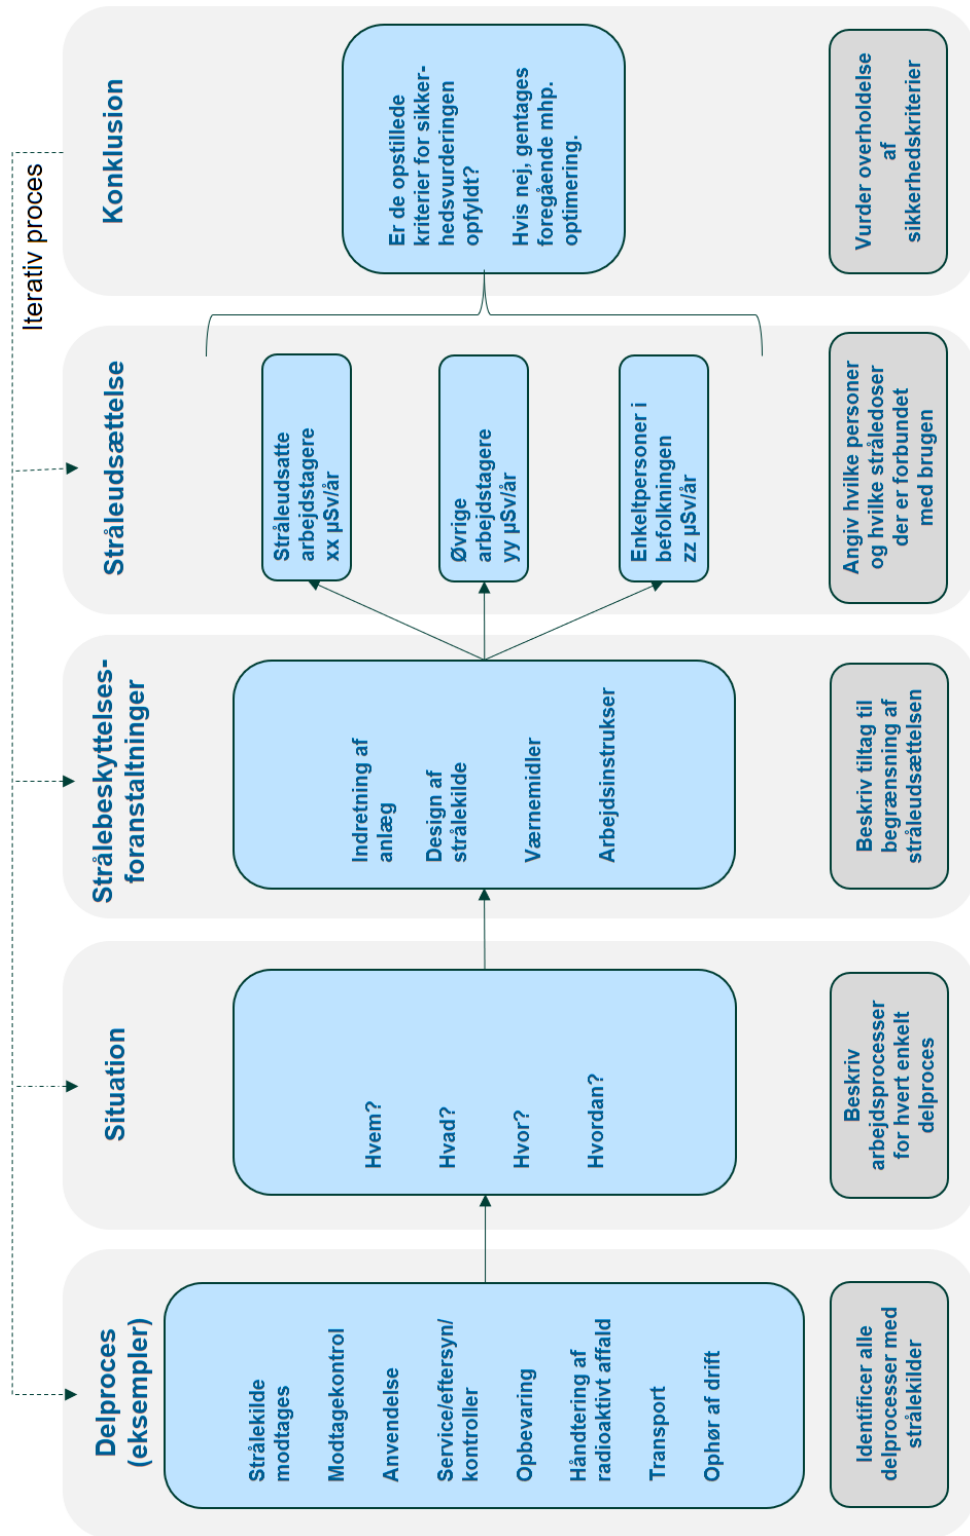 Iterativ proces
Delproces
(eksempler)
Strålekilde
modtages
Modtagekontrol
Anvendelse
Service/eftersyn/
kontroller
Opbevaring
Håndtering af
radioaktivt affald
Transport
Ophør af drift
Identificer alle
delprocesser med
strålekilder
Situation
Hvem?
Hvad?
Hvor?
Hvordan?
Beskriv
arbejdsprocesser
for hvert enkelt
delproces
Strålebeskyttelses-
foranstaltninger
Indretning af
anlæg
Design af
strålekilde
Værnemidler
Arbejdsinstrukser
Beskriv tiltag til
begrænsning af
stråleudsættelsen
Stråleudsættelse
Stråleudsatte
arbejdstagere
xx µSv/år
Øvrige
arbejdstagere
yy µSv/år
Enkeltpersoner i
befolkningen
zz µSv/år
Angiv hvilke personer
og hvilke stråledoser
der er forbundet
med brugen
Konklusion
Er de opstillede
kriterier for sikker-
hedsvurderingen
opfyldt?
Hvis nej, gentages
foregående mhp.
optimering.
Vurder overholdelse
af
sikkerhedskriterier